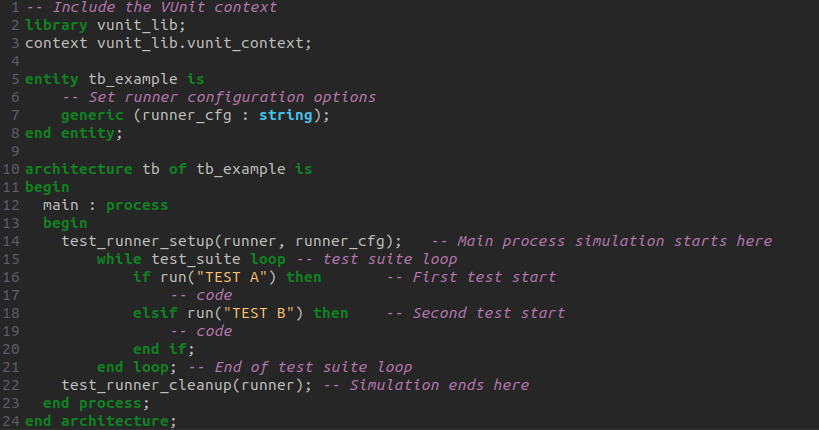 1 -- Include the VUnit context
2 library vunit_lib;
3 context vunit_lib.vunit_context;
4
5 entity tb_example is
6     -- Set runner configuration options
7     generic (runner_cfg : string);
8 end entity;
9
10 architecture tb of tb_example is
11 begin
12   main : process
13   begin
14     test_runner_setup(runner, runner_cfg);   -- Main process simulation starts here
15         while test_suite loop -- test suite loop
16             if run("TEST A") then       -- First test start
17                 -- code
18             elsif run("TEST B") then    -- Second test start
19                 -- code
20             end if;
21         end loop; -- End of test suite loop
22     test_runner_cleanup(runner); -- Simulation ends here
23   end process;
24 end architecture;